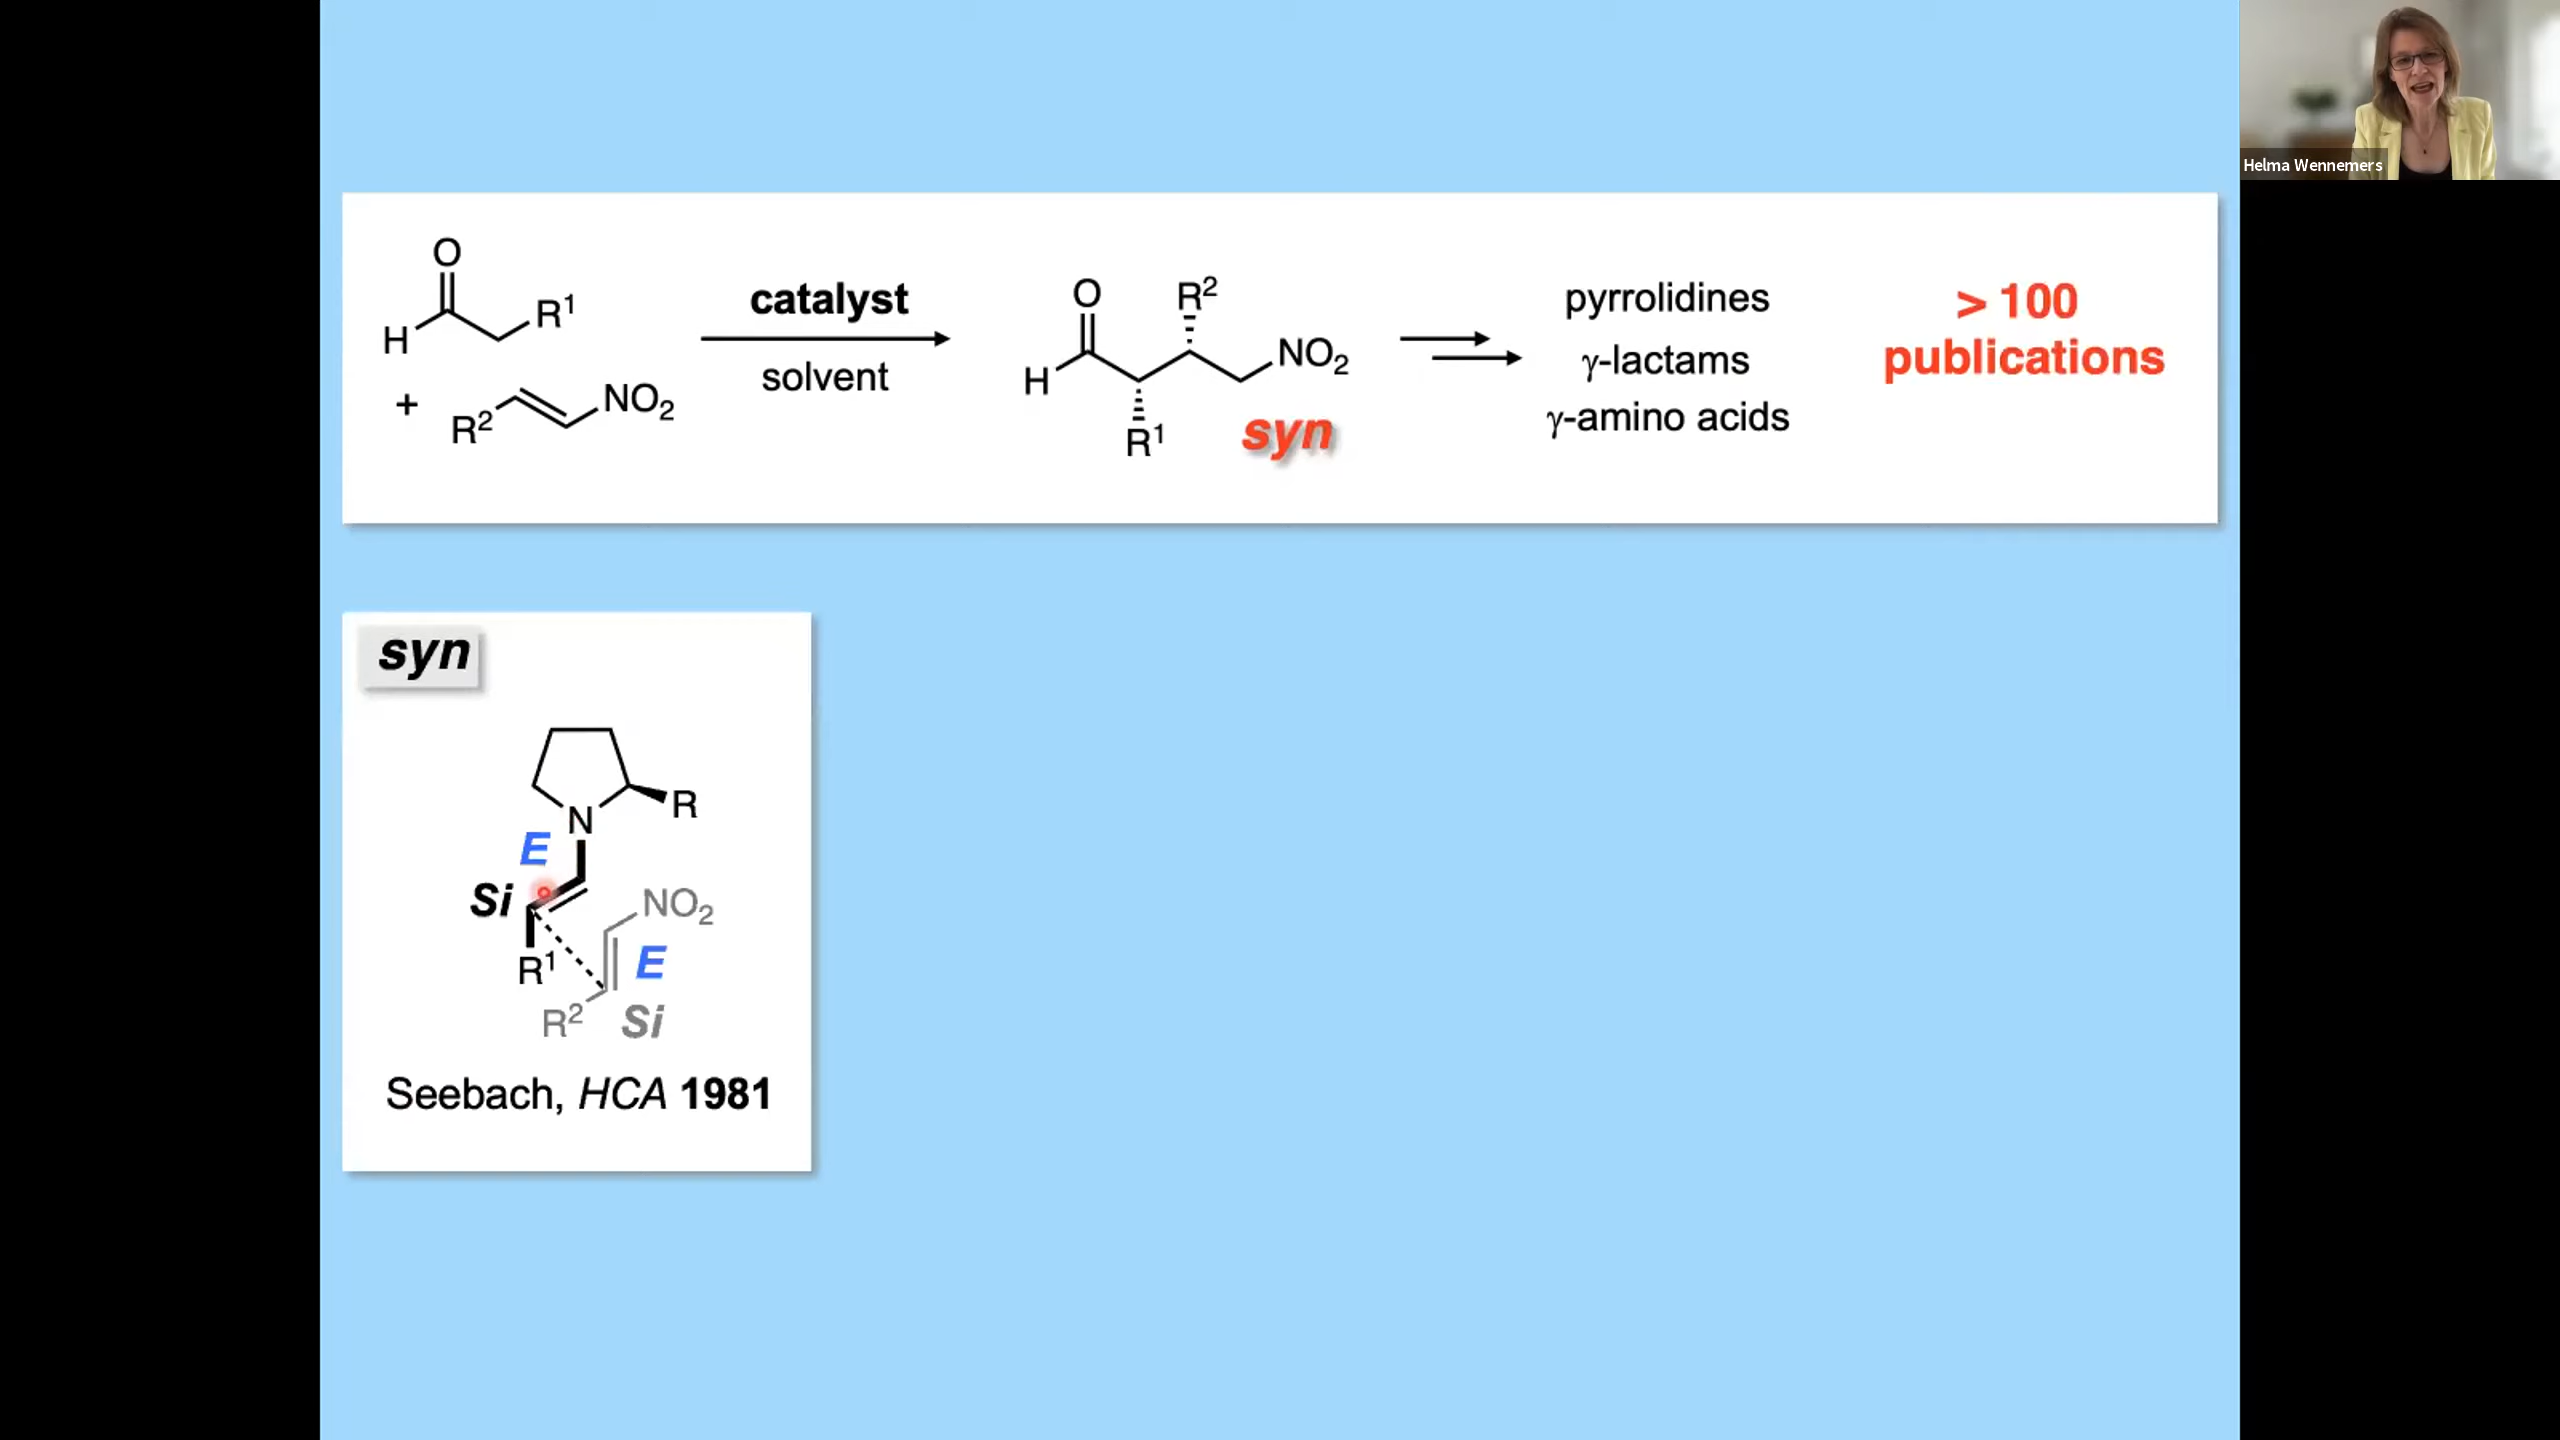 Helma Wennemers
O
H
R¹
+
R²
NO₂
catalyst
solvent
O
H
R²
R¹
NO₂
syn
pyrrolidines
γ-lactams
γ-amino acids
> 100
publications
syn
N
R
E
Si
R¹
NO₂
E
R²
Si
Seebach, HCA 1981